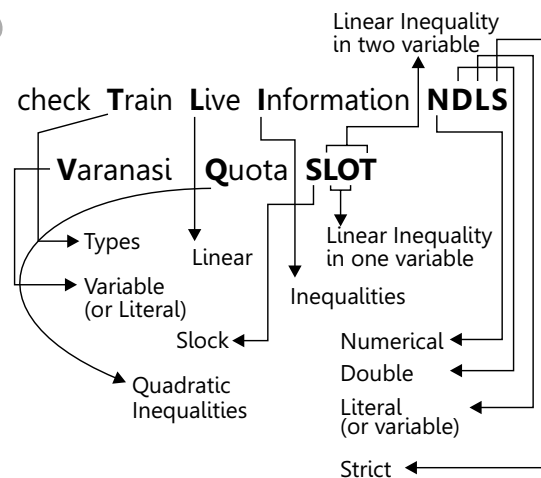 Linear Inequality
in two variable
check Train Live Information NDLS
Varanasi Quota SLOT
Types
Linear
Linear Inequality
in one variable
Variable
(or Literal)
Inequalities
Slock
Numerical
Double
Quadratic
Inequalities
Literal
(or variable)
Strict